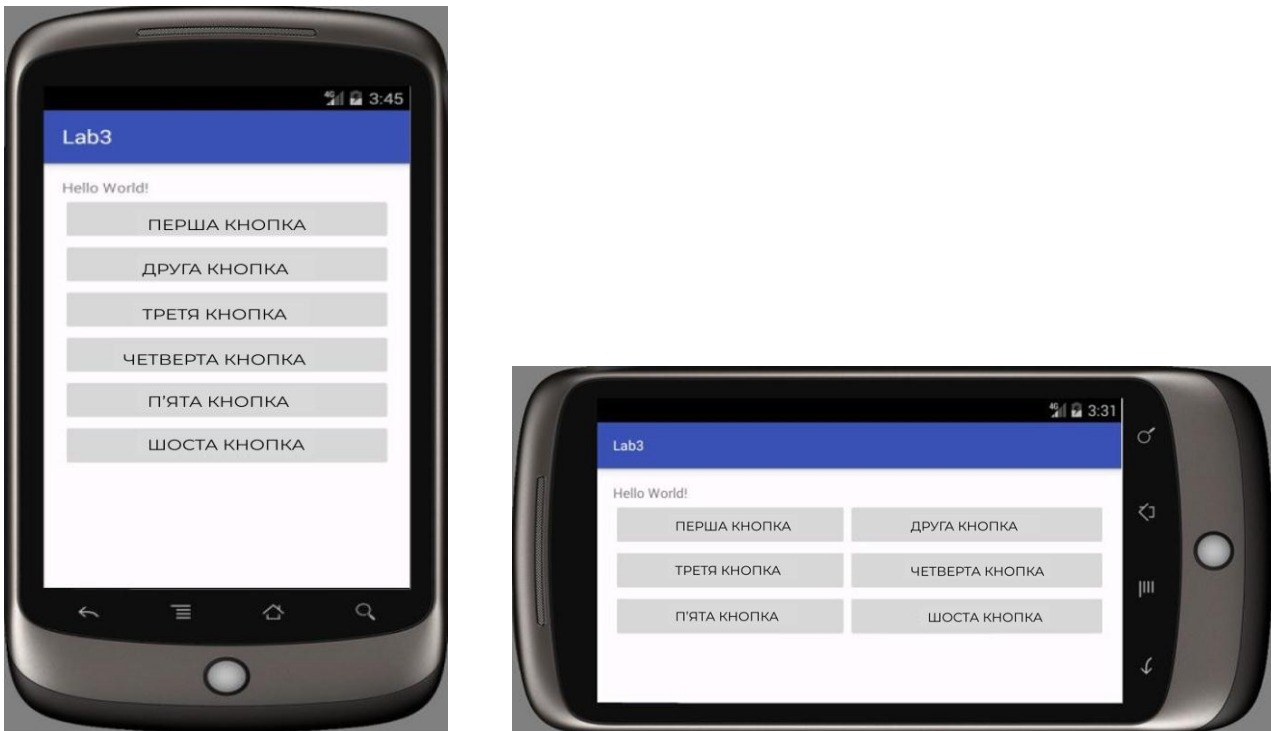 3:45
Lab3
Hello World!
ПЕРША КНОПКА
ДРУГА КНОПКА
ТРЕТЯ КНОПКА
ЧЕТВЕРТА КНОПКА
П'ЯТА КНОПКА
ШОСТА КНОПКА
4G 3:31
Lab3
Hello World!
ПЕРША КНОПКА ДРУГА КНОПКА
ТРЕТЯ КНОПКА ЧЕТВЕРТА КНОПКА
П'ЯТА КНОПКА ШОСТА КНОПКА